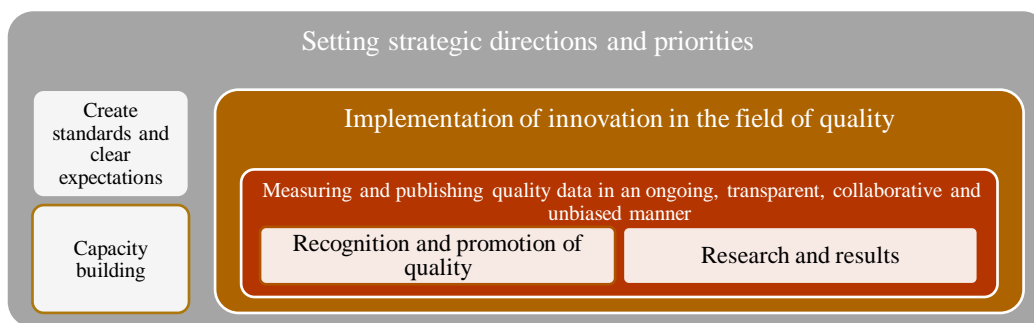 Setting strategic directions and priorities
Create
standards and
clear
expectations
Capacity
building
Implementation of innovation in the field of quality
Measuring and publishing quality data in an ongoing, transparent, collaborative and
unbiased manner
Recognition and promotion of
quality
Research and results